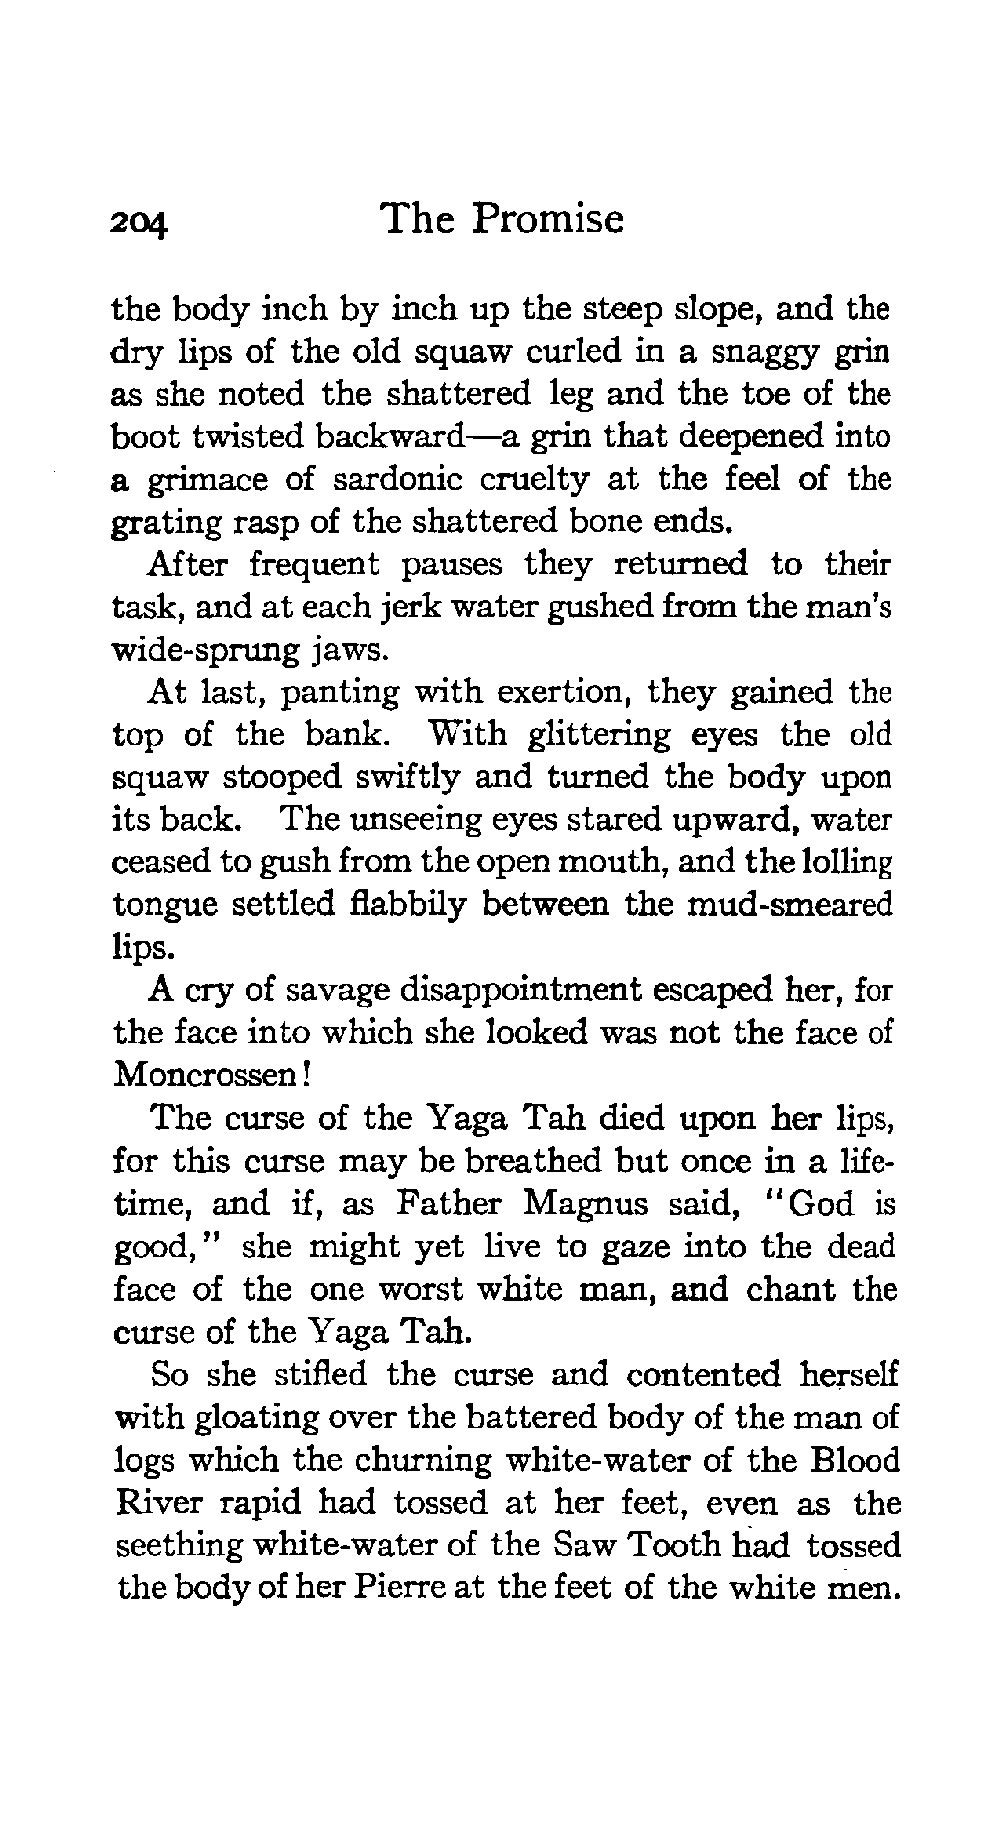 204 The Promise
the body inch by inch up the steep slope, and the
dry lips of the old squaw curled in a snaggy grin
as she noted the shattered leg and the toe of the
boot twisted backward—a grin that deepened into
a grimace of sardonic cruelty at the feel of the
grating rasp of the shattered bone ends.
After frequent pauses they returned to their
task, and at each jerk water gushed from the man's
wide-sprung jaws.
At last, panting with exertion, they gained the
top of the bank. With glittering eyes the old
squaw stooped swiftly and turned the body upon
its back. The unseeing eyes stared upward, water
ceased to gush from the open mouth, and the lolling
tongue settled flabbily between the mud-smeared
lips.
A cry of savage disappointment escaped her, for
the face into which she looked was not the face of
Moncrossen!
The curse of the Yaga Tah died upon her lips,
for this curse may be breathed but once in a life-
time, and if, as Father Magnus said, "God is
good," she might yet live to gaze into the dead
face of the one worst white man, and chant the
curse of the Yaga Tah.
So she stifled the curse and contented herself
with gloating over the battered body of the man of
logs which the churning white-water of the Blood
River rapid had tossed at her feet, even as the
seething white-water of the Saw Tooth had tossed
the body of her Pierre at the feet of the white men.